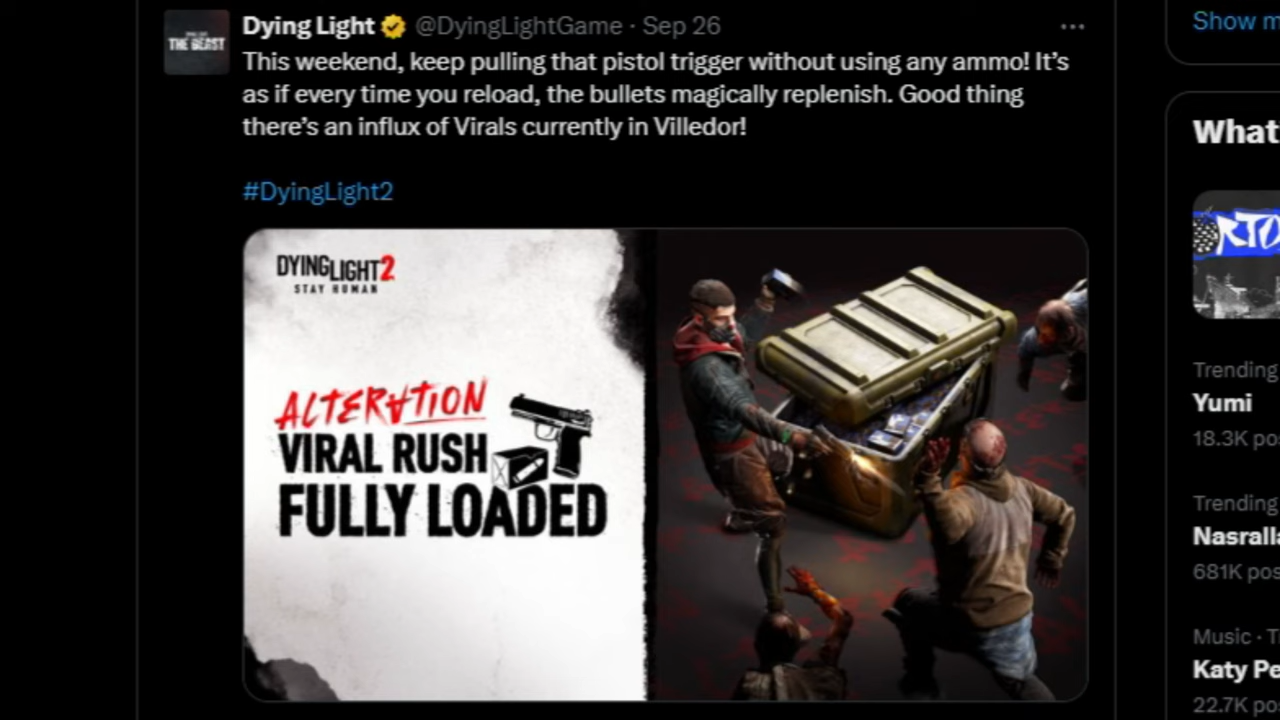 Dying Light @DyingLightGame · Sep 26
This weekend, keep pulling that pistol trigger without using any ammo! It's
as if every time you reload, the bullets magically replenish. Good thing
there's an influx of Virals currently in Villedor!
#DyingLight2
THE BEAST
DYING LIGHT 2
STAY HUMAN
ALTERATION
VIRAL RUSH
FULLY LOADED
Show m
What
Trending
Yumi
18.3K po
Trending
Nasralla
681K pos
Music · T
Katy Pe
22.7K po